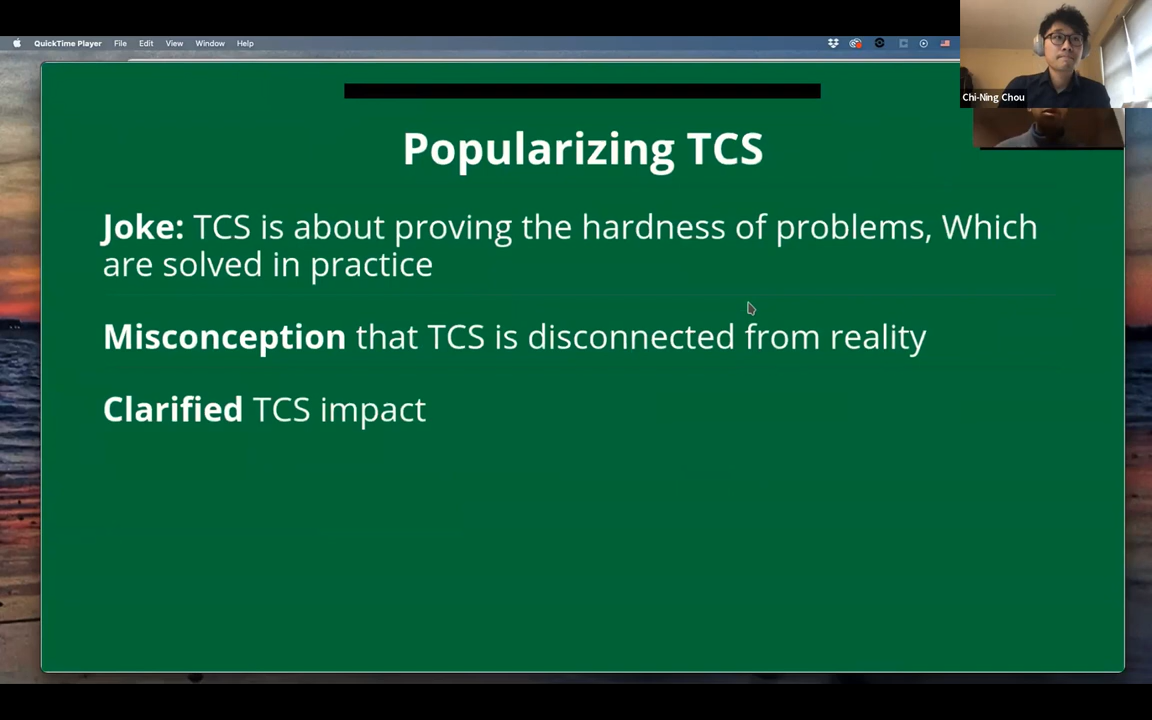 QuickTime Player File Edit View Window Help
Chi-Ning Chou
Popularizing TCS
Joke: TCS is about proving the hardness of problems, Which
are solved in practice
Misconception that TCS is disconnected from reality
Clarified TCS impact